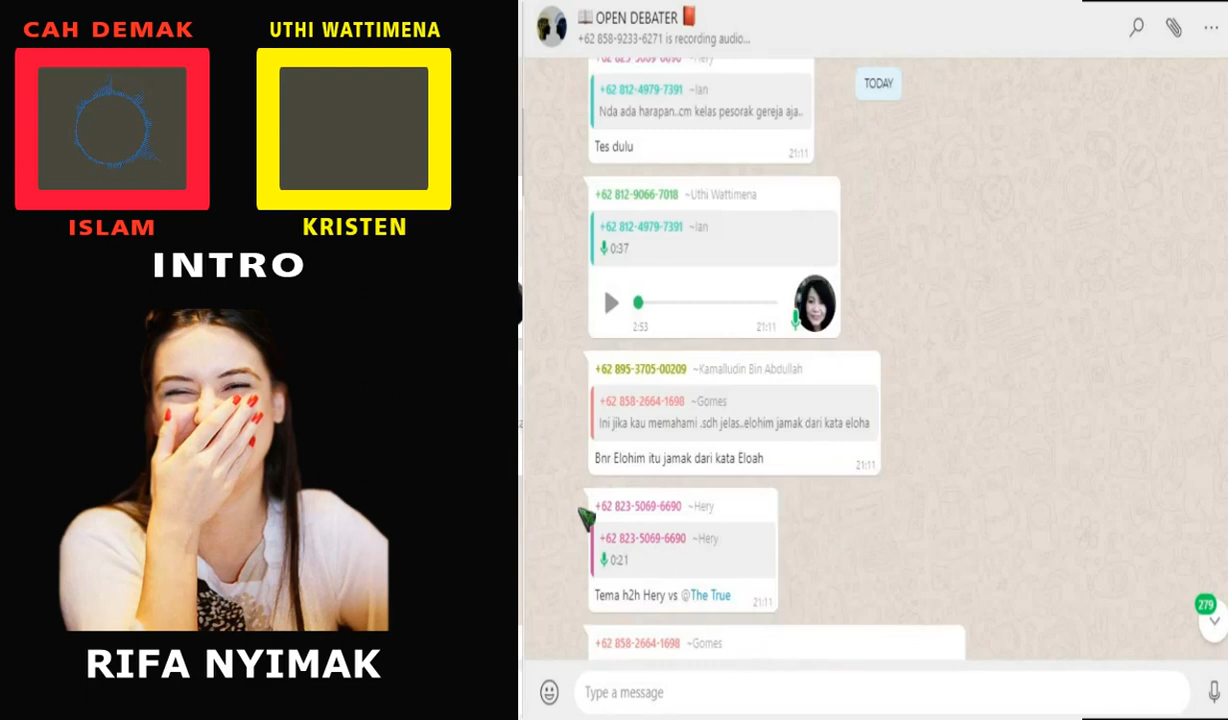 CAH DEMAK
UTHI WATTIMENA
ISLAM
KRISTEN
INTRO
RIFA NYIMAK
OPEN DEBATER
+62 858-9233-6271 is recording audio...
TODAY
+62 823-5069-6690 ~Hery
+62 812-4979-7391 ~Ian
Nda ada harapan..cm kelas pesorak gereja aja..
Tes dulu
21:11
+62 812-9066-7018 ~Uthi Wattimena
+62 812-4979-7391 ~Ian
0:37
2:53
21:11
+62 895-3705-00209 ~Kamalludin Bin Abdullah
+62 858-2664-1698 ~Gomes
Ini jika kau memahami .sdh jelas..elohim jamak dari kata eloha
Bnr Elohim itu jamak dari kata Eloah
21:11
+62 823-5069-6690 ~Hery
+62 823-5069-6690 ~Hery
0:21
Tema h2h Hery vs @The True
21:11
+62 858-2664-1698 ~Gomes
279
Type a message